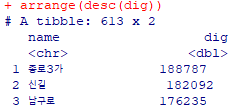 + arrange(desc(dig))
# A tibble: 613 x 2
name dig
<chr> <dbl>
1 종로3가 188787
2 신길 182092
3 남구로 176235